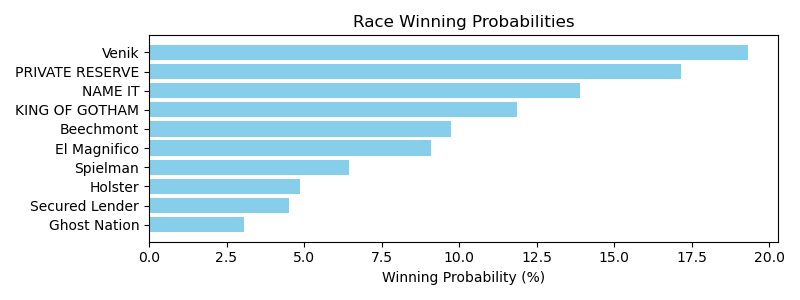 Race Winning Probabilities
Venik
PRIVATE RESERVE
NAME IT
KING OF GOTHAM
Beechmont
El Magnifico
Spielman
Holster
Secured Lender
Ghost Nation
0.0 2.5 5.0 7.5 10.0 12.5 15.0 17.5 20.0
Winning Probability (%)